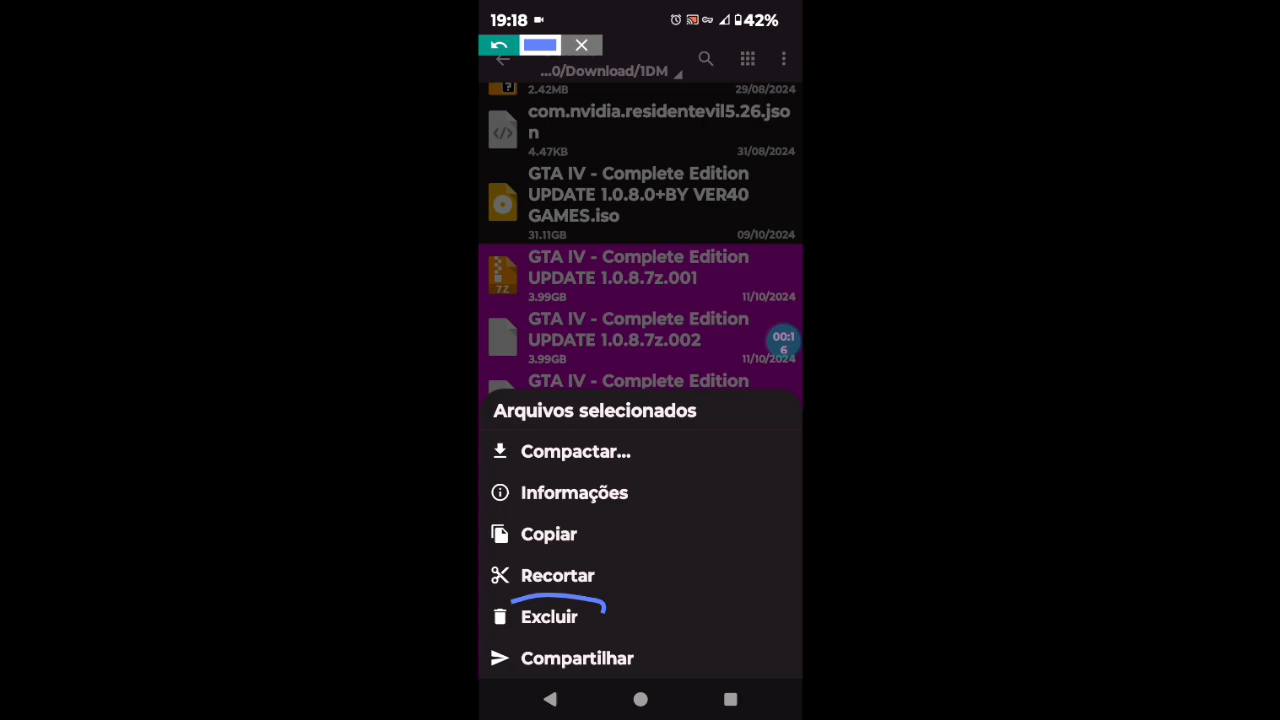 19:18
42%
...0/Download/1DM
?
2.42MB 29/08/2024
com.nvidia.residentevil5.26.jso
n
4.47KB 31/08/2024
GTA IV - Complete Edition
UPDATE 1.0.8.0+BY VER40
GAMES.iso
31.11GB 09/10/2024
GTA IV - Complete Edition
UPDATE 1.0.8.7z.001
7Z
3.99GB 11/10/2024
GTA IV - Complete Edition
UPDATE 1.0.8.7z.002
00:1
6
3.99GB 11/10/2024
GTA IV - Complete Edition
Arquivos selecionados
Compactar...
Informações
Copiar
Recortar
Excluir
Compartilhar